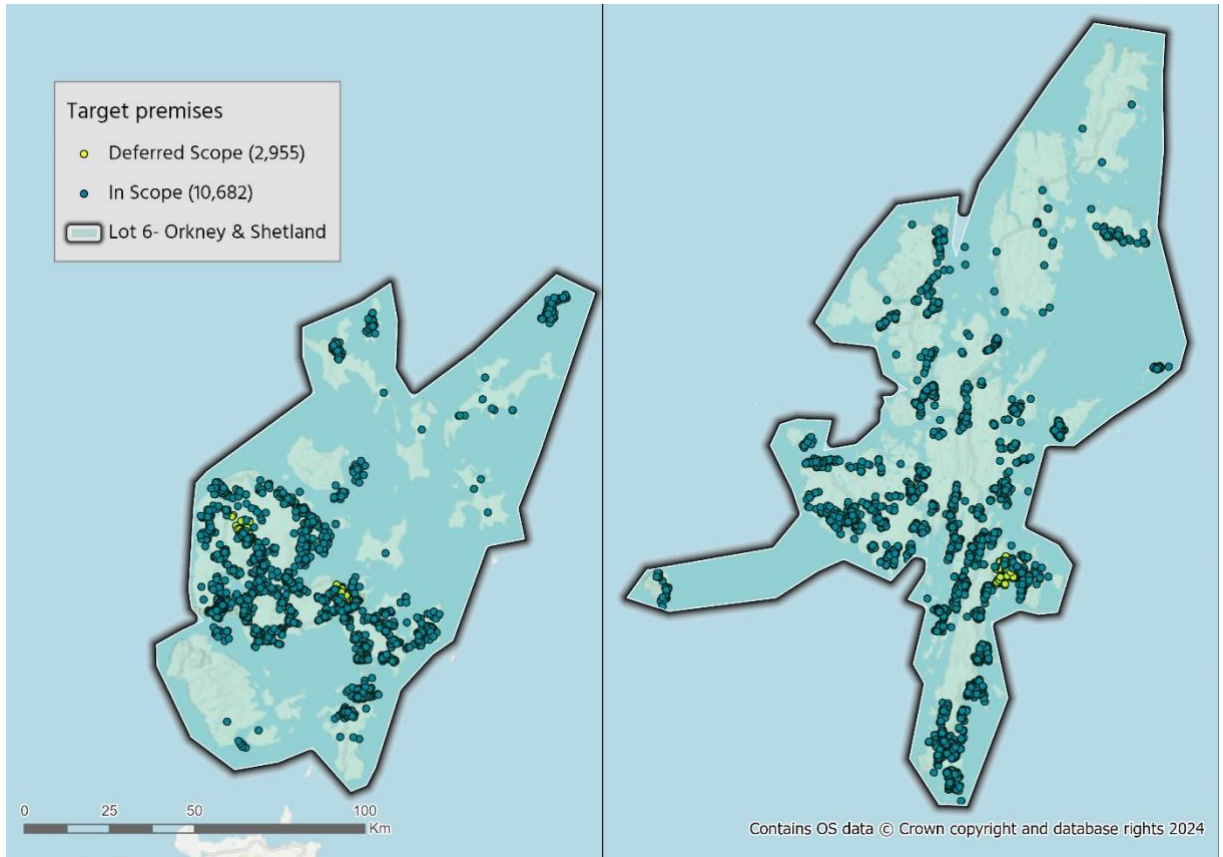 Target premises
Deferred Scope (2,955)
In Scope (10,682)
Lot 6- Orkney & Shetland
0 25 50 100
Km
Contains OS data © Crown copyright and database rights 2024